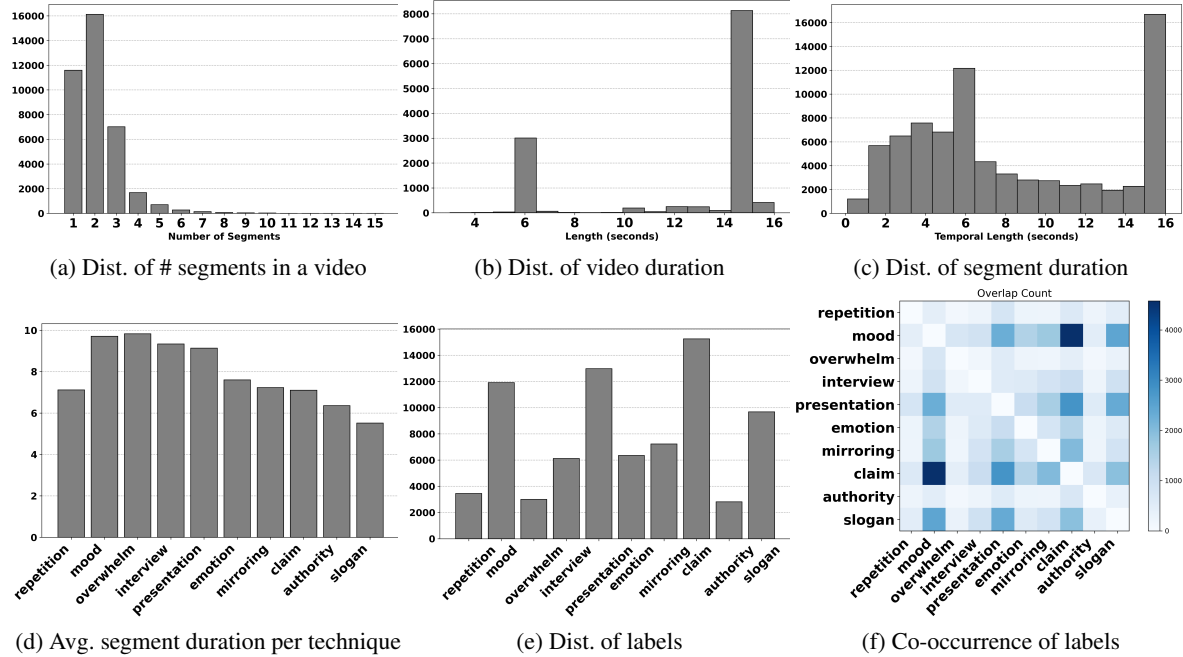 16000
14000
12000
10000
8000
6000
4000
2000
0
1 2 3 4 5 6 7 8 9 10 11 12 13 14 15
Number of Segments
(a) Dist. of # segments in a video
8000
7000
6000
5000
4000
3000
2000
1000
0
4 6 8 10 12 14 16
Length (seconds)
(b) Dist. of video duration
16000
14000
12000
10000
8000
6000
4000
2000
0
0 2 4 6 8 10 12 14 16
Temporal Length (seconds)
(c) Dist. of segment duration
10
8
6
4
2
0
repetition
mood
overwhelm
interview
presentation
emotion
mirroring
claim
authority
slogan
(d) Avg. segment duration per technique
16000
14000
12000
10000
8000
6000
4000
2000
0
repetition
mood
overwhelm
interview
presentation
emotion
mirroring
claim
authority
slogan
(e) Dist. of labels
Overlap Count
repetition
mood
overwhelm
interview
presentation
emotion
mirroring
claim
authority
slogan
repetition
mood
overwhelm
interview
presentation
emotion
mirroring
claim
authority
slogan
4000
3000
2000
1000
0
(f) Co-occurrence of labels